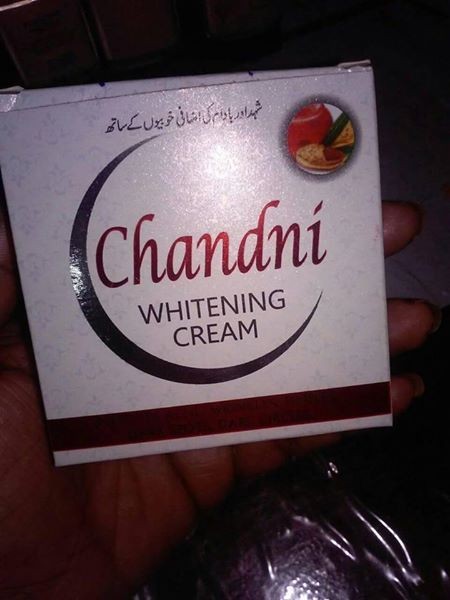 شہد اور بادام کی اضافی خوبیوں کے ساتھ
Chandni
WHITENING
CREAM